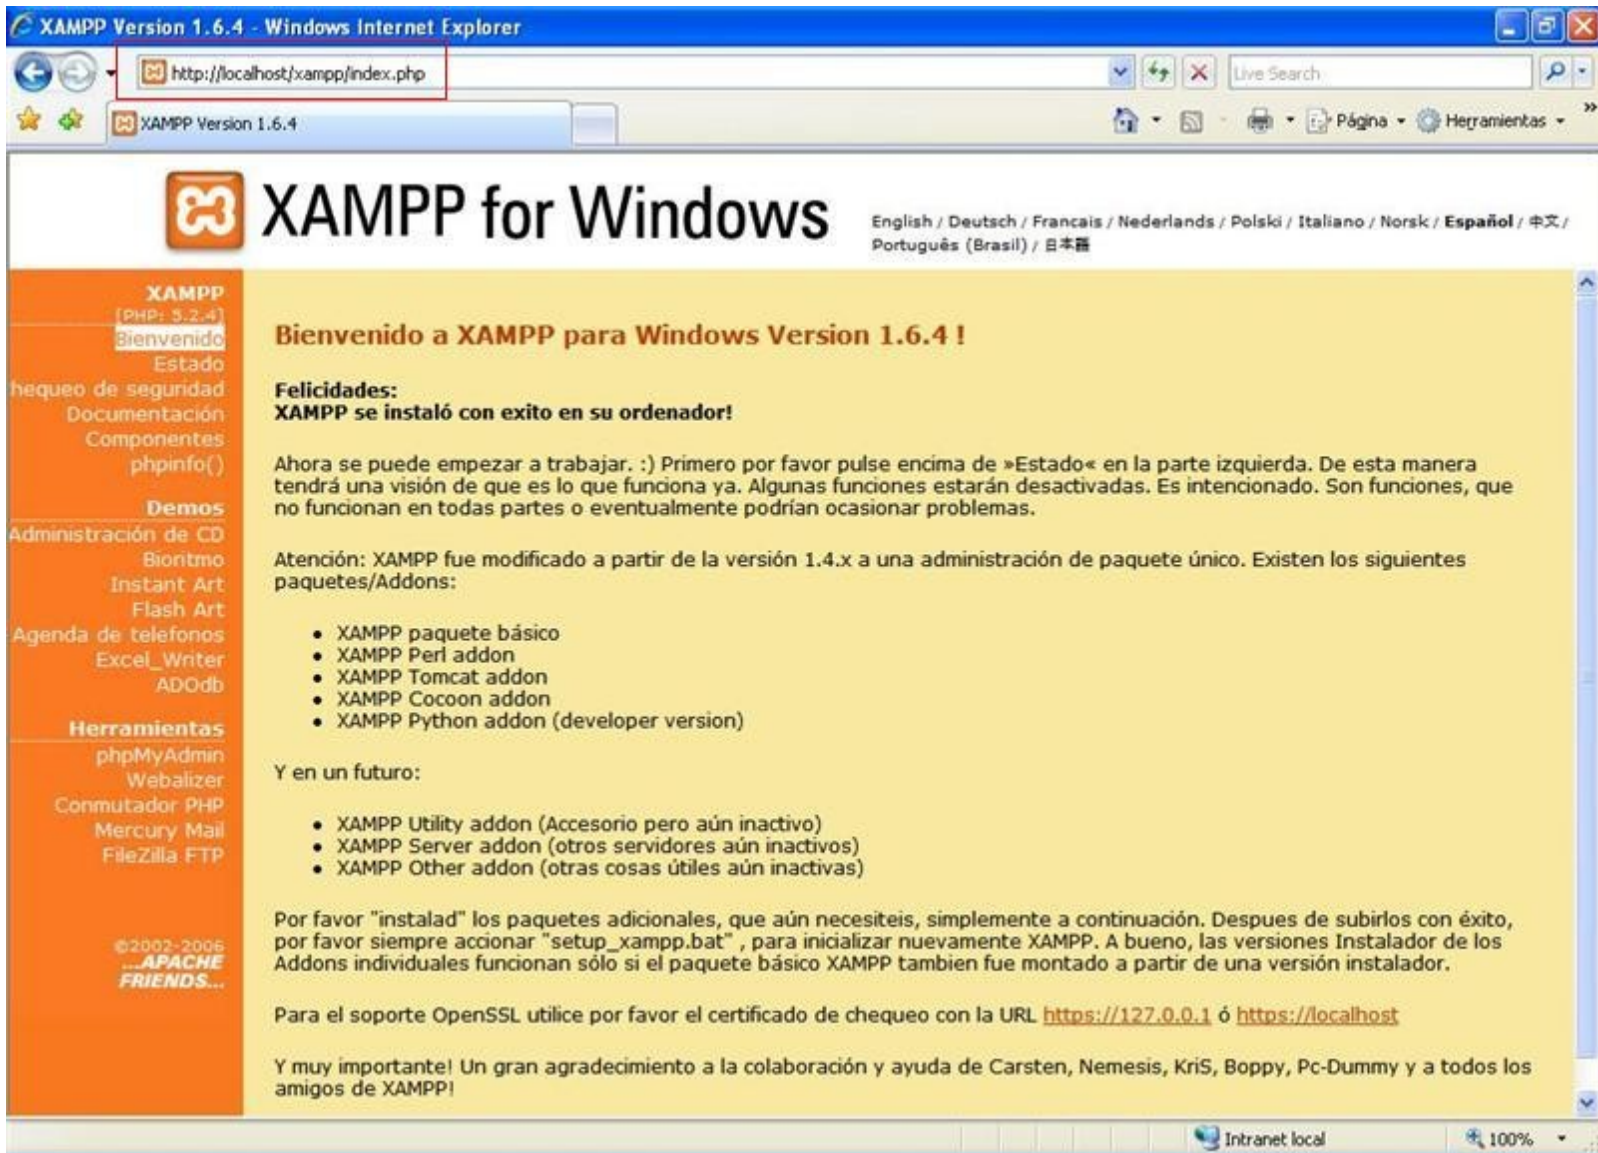 XAMPP Version 1.6.4 - Windows Internet Explorer
http://localhost/xampp/index.php
Live Search
XAMPP Version 1.6.4
Página
Herramientas
XAMPP for Windows
English / Deutsch / Francais / Nederlands / Polski / Italiano / Norsk / Español / 中文 /
Português (Brasil) / 日本語
XAMPP
[PHP: 5.2.4]
Bienvenido
Estado
hequeo de seguridad
Documentación
Componentes
phpinfo()
Demos
Administración de CD
Bioritmo
Instant Art
Flash Art
Agenda de telefonos
Excel_Writer
ADOdb
Herramientas
phpMyAdmin
Webalizer
Conmutador PHP
Mercury Mail
FileZilla FTP
©2002-2006
...APACHE
FRIENDS...
Bienvenido a XAMPP para Windows Version 1.6.4 !
Felicidades:
XAMPP se instaló con exito en su ordenador!
Ahora se puede empezar a trabajar. :) Primero por favor pulse encima de »Estado« en la parte izquierda. De esta manera
tendrá una visión de que es lo que funciona ya. Algunas funciones estarán desactivadas. Es intencionado. Son funciones, que
no funcionan en todas partes o eventualmente podrían ocasionar problemas.
Atención: XAMPP fue modificado a partir de la versión 1.4.x a una administración de paquete único. Existen los siguientes
paquetes/Addons:
• XAMPP paquete básico
• XAMPP Perl addon
• XAMPP Tomcat addon
• XAMPP Cocoon addon
• XAMPP Python addon (developer version)
Y en un futuro:
• XAMPP Utility addon (Accesorio pero aún inactivo)
• XAMPP Server addon (otros servidores aún inactivos)
• XAMPP Other addon (otras cosas útiles aún inactivas)
Por favor "instalad" los paquetes adicionales, que aún necesiteis, simplemente a continuación. Despues de subirlos con éxito,
por favor siempre accionar "setup_xampp.bat" , para inicializar nuevamente XAMPP. A bueno, las versiones Instalador de los
Addons individuales funcionan sólo si el paquete básico XAMPP tambien fue montado a partir de una versión instalador.
Para el soporte OpenSSL utilice por favor el certificado de chequeo con la URL https://127.0.0.1 ó https://localhost
Y muy importante! Un gran agradecimiento a la colaboración y ayuda de Carsten, Nemesis, KriS, Boppy, Pc-Dummy y a todos los
amigos de XAMPP!
Intranet local
100%